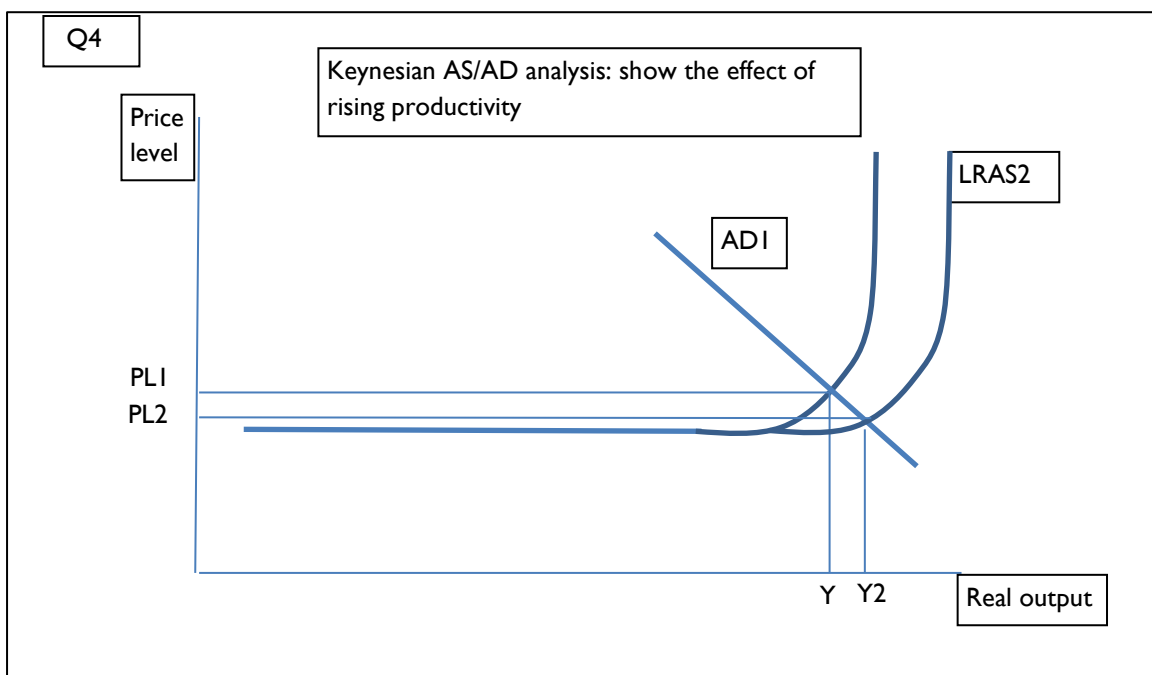 Q4
Keynesian AS/AD analysis: show the effect of
rising productivity
Price
level
LRAS2
AD1
PL1
PL2
Y
Y2
Real output